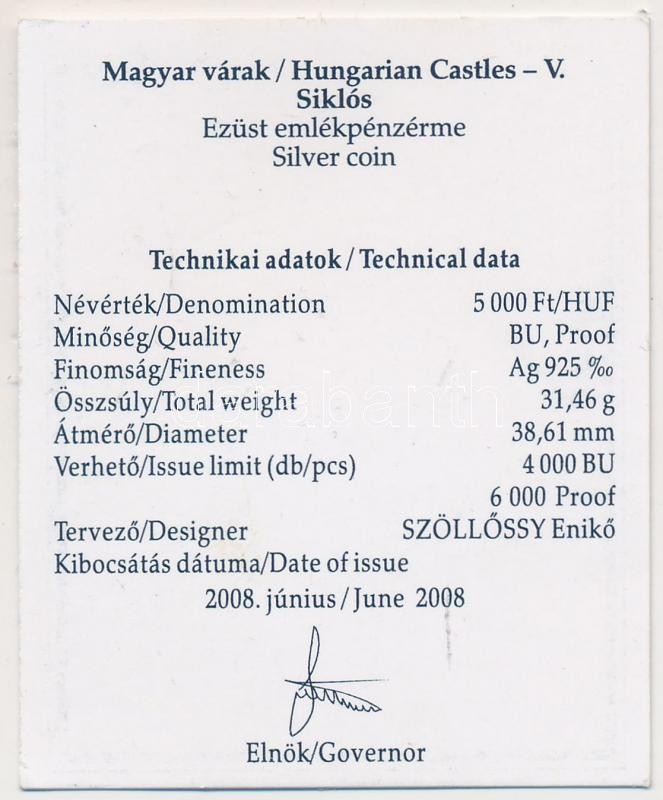 Magyar várak / Hungarian Castles – V.
Siklós
Ezüst emlékpénzérme
Silver coin
Technikai adatok / Technical data
Névérték/Denomination 5 000 Ft/HUF
Minőség/Quality BU, Proof
Finomság/Fineness Ag 925 ‰
Összsúly/Total weight 31,46 g
Átmérő/Diameter 38,61 mm
Verhető/Issue limit (db/pcs) 4 000 BU
6 000 Proof
Tervező/Designer SZÖLLŐSSY Enikő
Kibocsátás dátuma/Date of issue
2008. június / June 2008
Elnök/Governor
darabanth